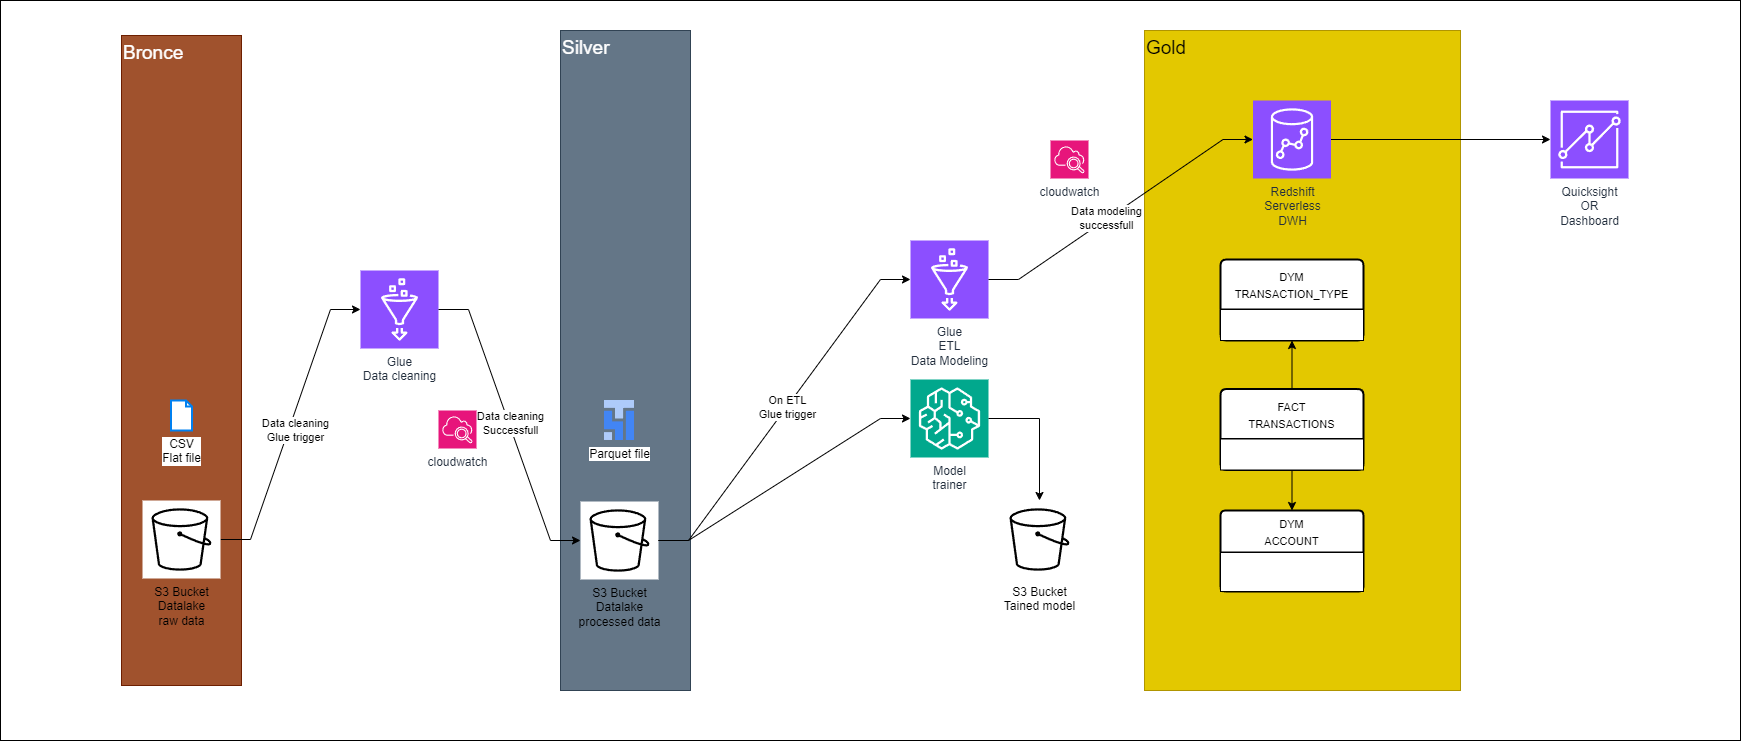 Bronce
Silver
Gold
CSV
Flat file
S3 Bucket
Datalake
raw data
Data cleaning
Glue trigger
Glue
Data cleaning
cloudwatch
Data cleaning
Successfull
Parquet file
S3 Bucket
Datalake
processed data
On ETL
Glue trigger
Glue
ETL
Data Modeling
Model
trainer
S3 Bucket
Tained model
cloudwatch
Data modeling
successfull
Redshift
Serverless
DWH
DYM
TRANSACTION_TYPE
FACT
TRANSACTIONS
DYM
ACCOUNT
Quicksight
OR
Dashboard